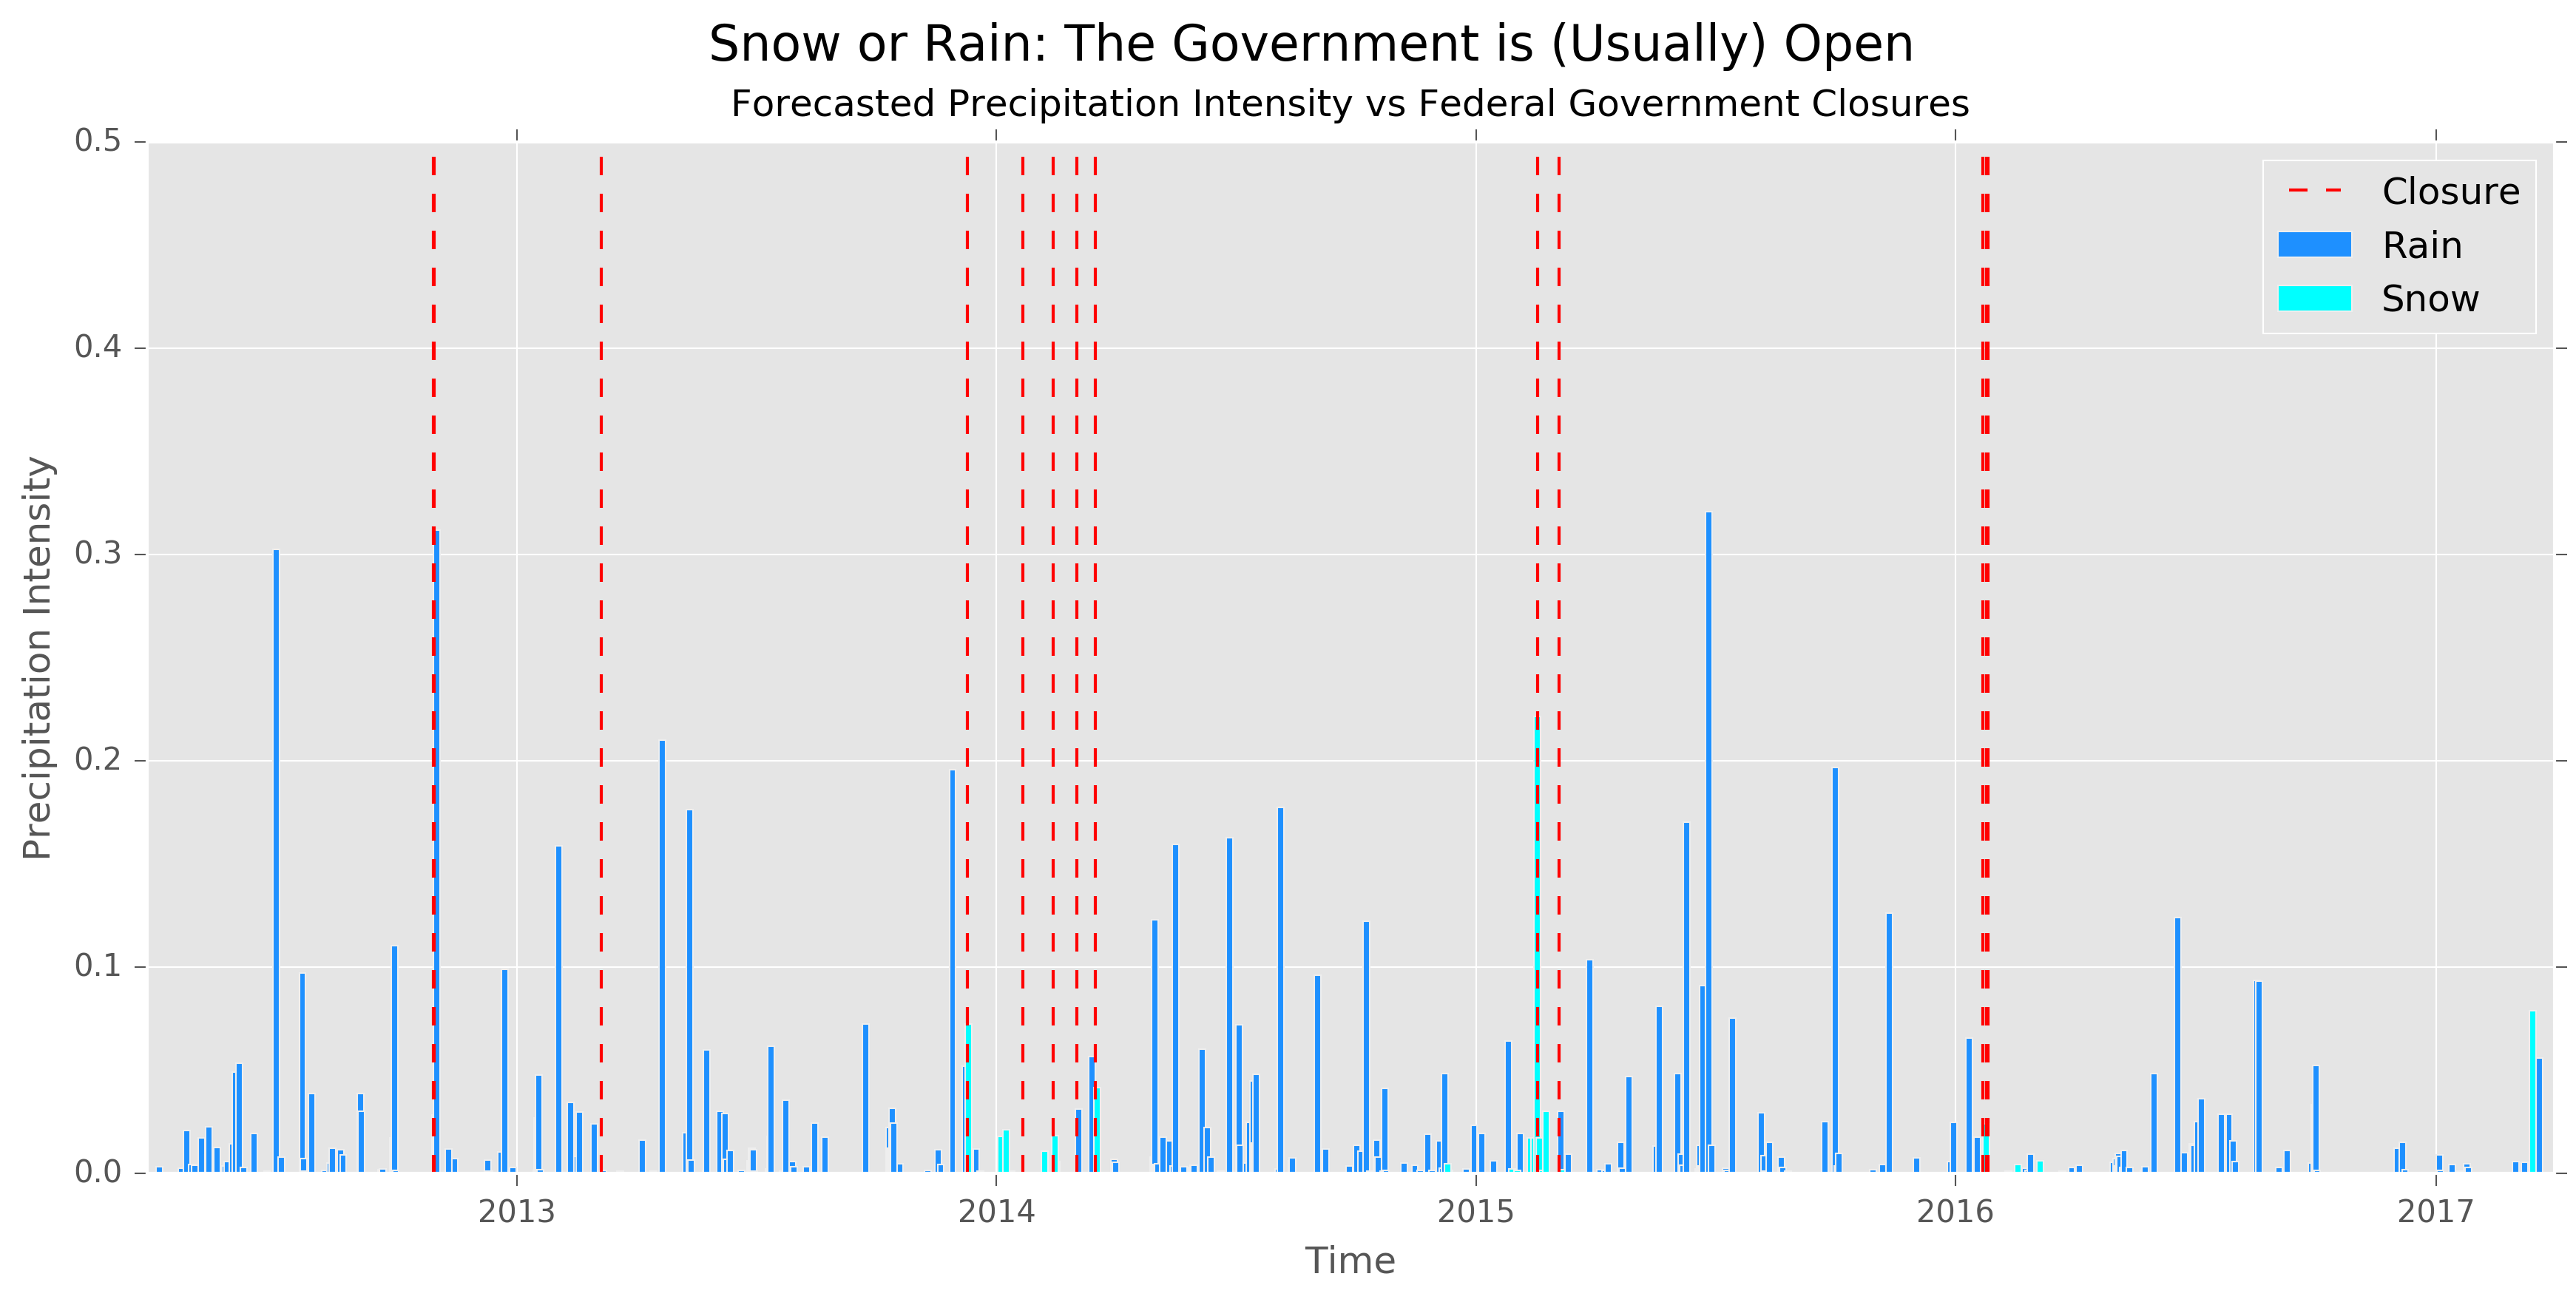 Snow or Rain: The Government is (Usually) Open
Forecasted Precipitation Intensity vs Federal Government Closures
0.5
0.4
0.3
0.2
0.1
0.0
Precipitation Intensity
Closure
Rain
Snow
2013
2014
2015
2016
2017
Time